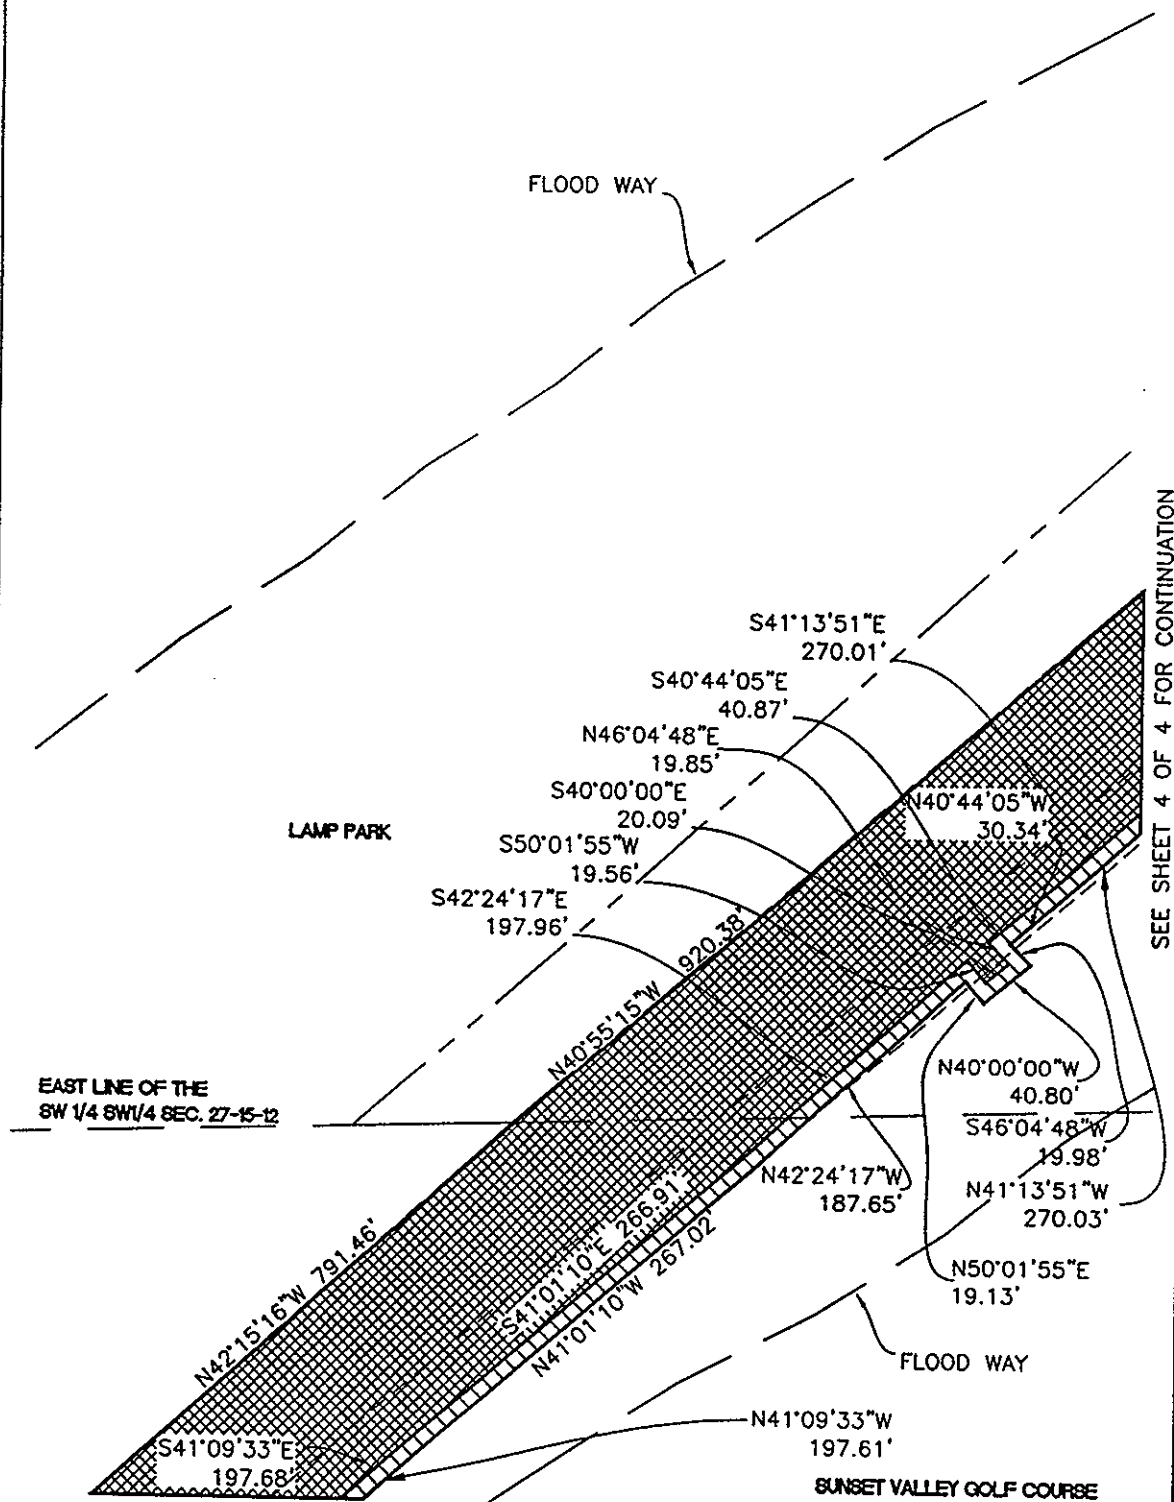 FLOOD WAY
SEE SHEET 4 OF 4 FOR CONTINUATION
S41°13'51"E
270.01'
S40°44'05"E
40.87'
N46°04'48"E
19.85'
S40°00'00"E
20.09'
S50°01'55"W
19.56'
S42°24'17"E
197.96'
LAMP PARK
N40°44'05"W
30.34'
N40°55'15"W 920.38'
EAST LINE OF THE
SW 1/4 SW1/4 SEC. 27-15-12
N40°00'00"W
40.80'
S46°04'48"W
19.98'
N42°24'17"W
187.65'
N41°13'51"W
270.03'
N50°01'55"E
19.13'
S41°01'10"E 266.91'
N41°01'10"W 267.02'
N42°15'16"W 791.46'
FLOOD WAY
N41°09'33"W
197.61'
S41°09'33"E
197.68'
SUNSET VALLEY GOLF COURSE